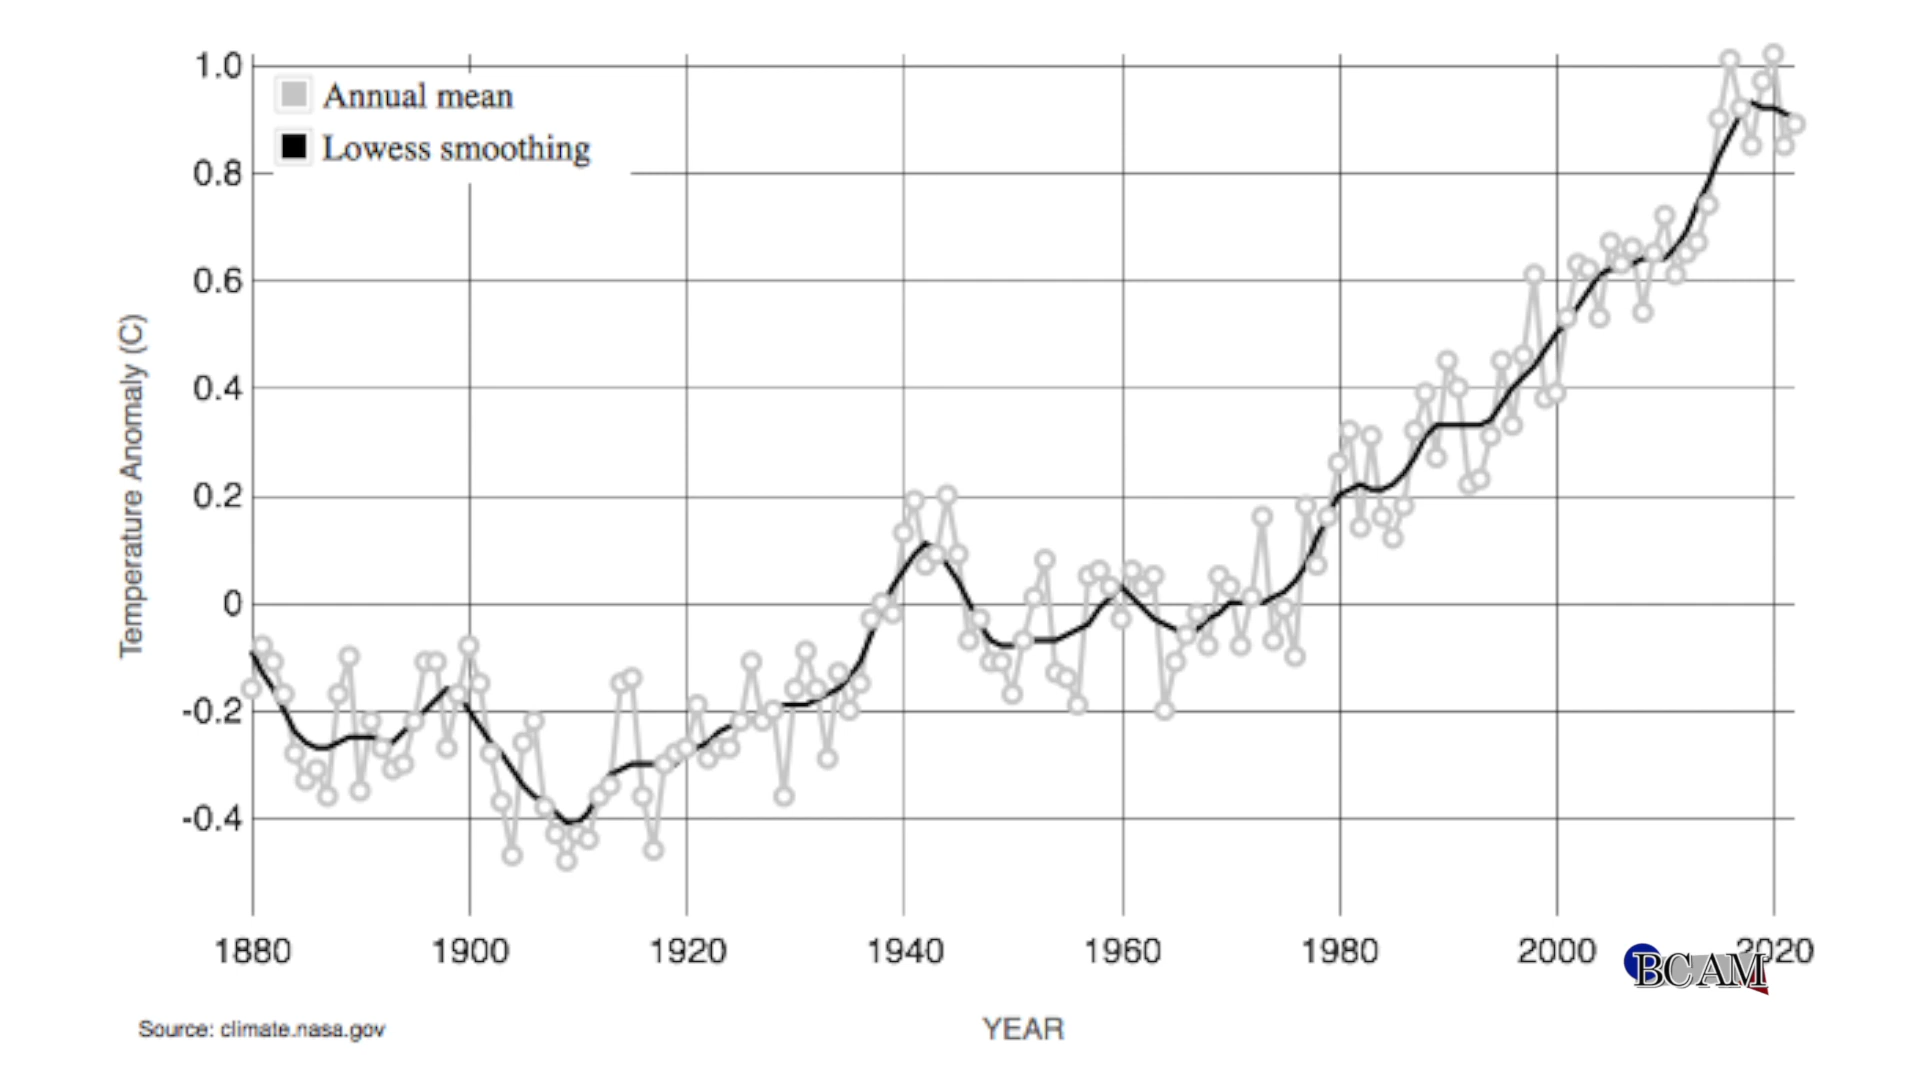 1.0
Annual mean
Lowess smoothing
0.8
0.6
0.4
0.2
0
-0.2
-0.4
Temperature Anomaly (C)
1880 1900 1920 1940 1960 1980 2000 2020
BCAM
Source: climate.nasa.gov
YEAR